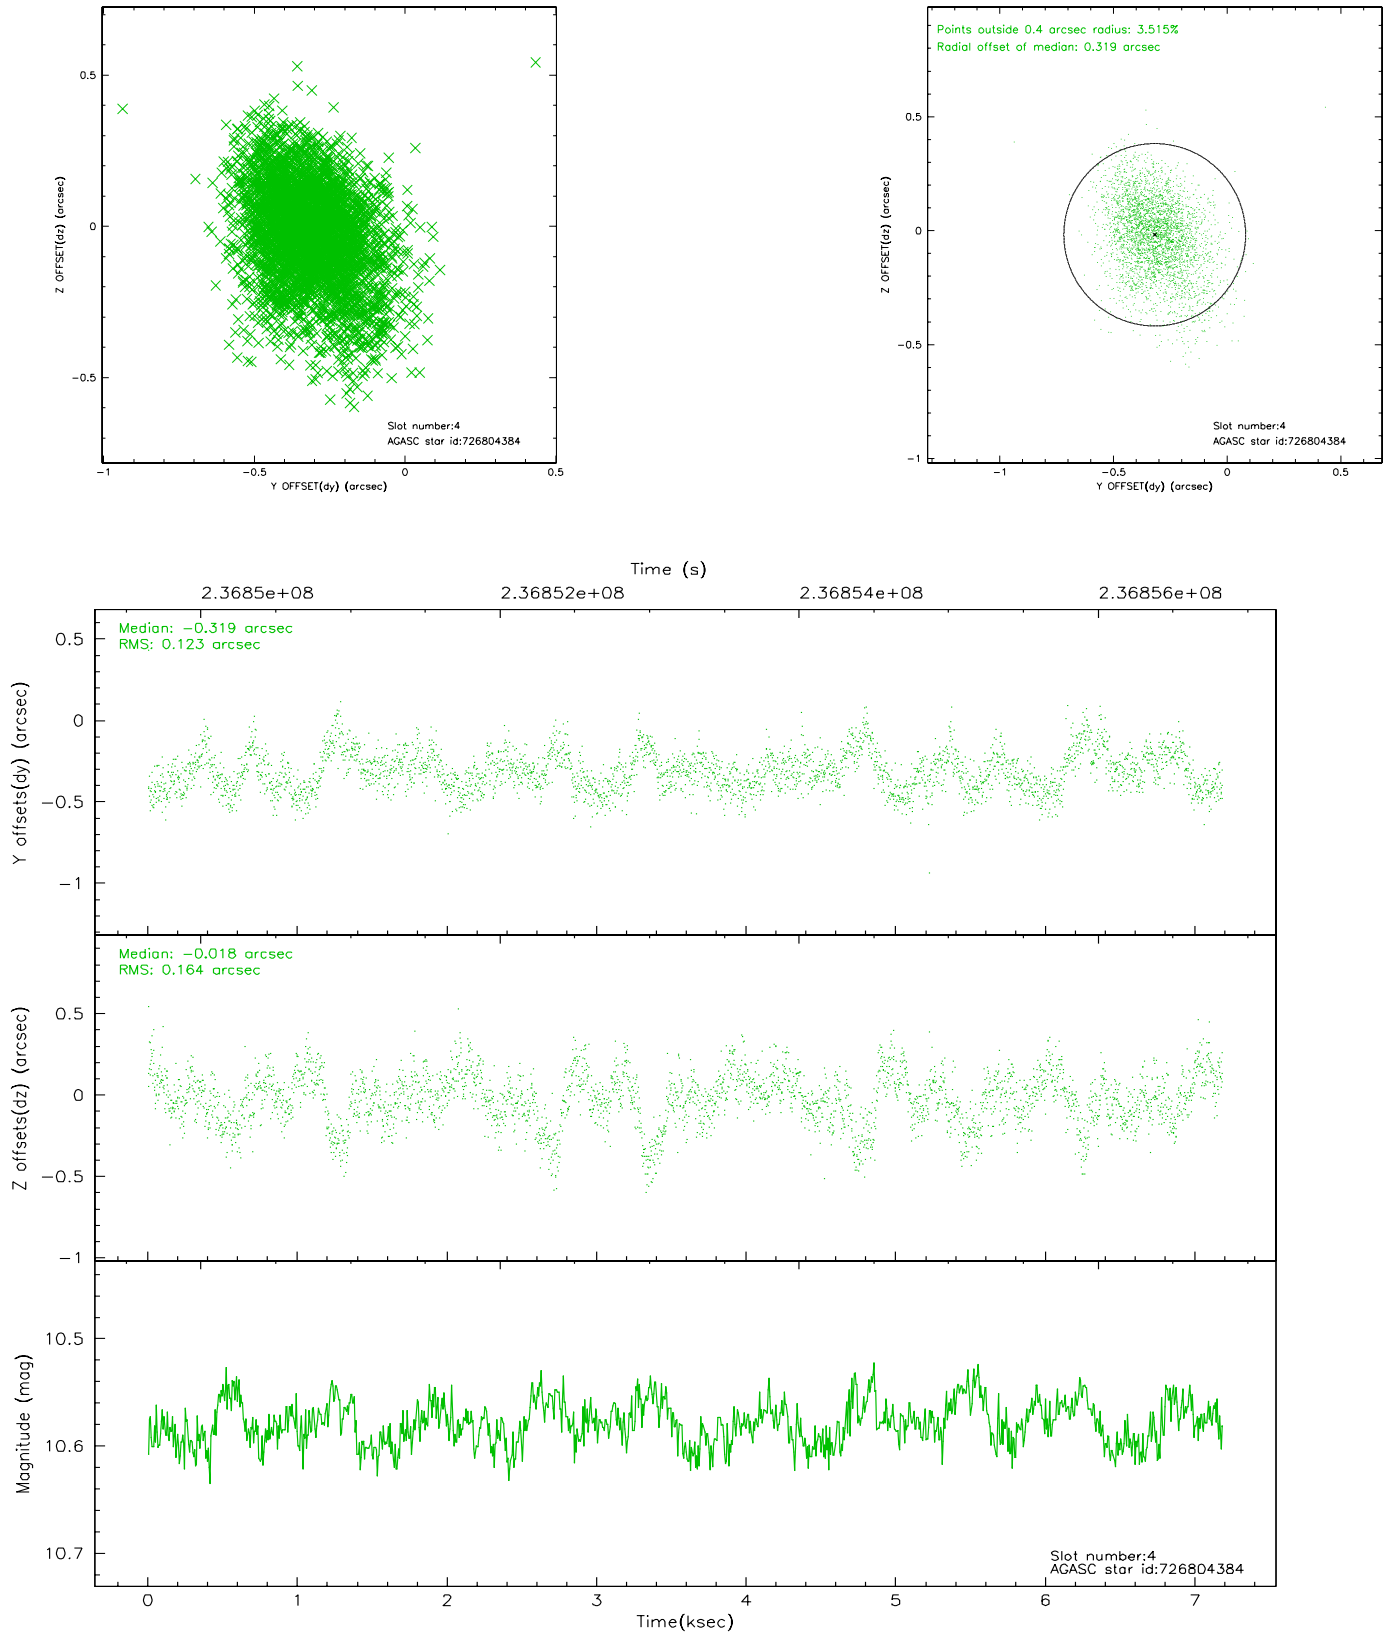 0.5
0
−0.5
−1
−0.5
0
0.5
Z OFFSET(dz) (arcsec)
Y OFFSET(dy) (arcsec)
Slot number:4
AGASC star id:726804384
Points outside 0.4 arcsec radius: 3.515%
Radial offset of median: 0.319 arcsec
0.5
0
−0.5
−1
−1
−0.5
0
0.5
Z OFFSET(dz) (arcsec)
Y OFFSET(dy) (arcsec)
Slot number:4
AGASC star id:726804384
Time (s)
2.3685e+08
2.36852e+08
2.36854e+08
2.36856e+08
Median: −0.319 arcsec
RMS: 0.123 arcsec
0.5
0
−0.5
−1
Y offsets(dy) (arcsec)
Median: −0.018 arcsec
RMS: 0.164 arcsec
0.5
0
−0.5
−1
Z offsets(dz) (arcsec)
10.5
10.6
10.7
Magnitude (mag)
Slot number:4
AGASC star id:726804384
0 1 2 3 4 5 6 7
Time(ksec)